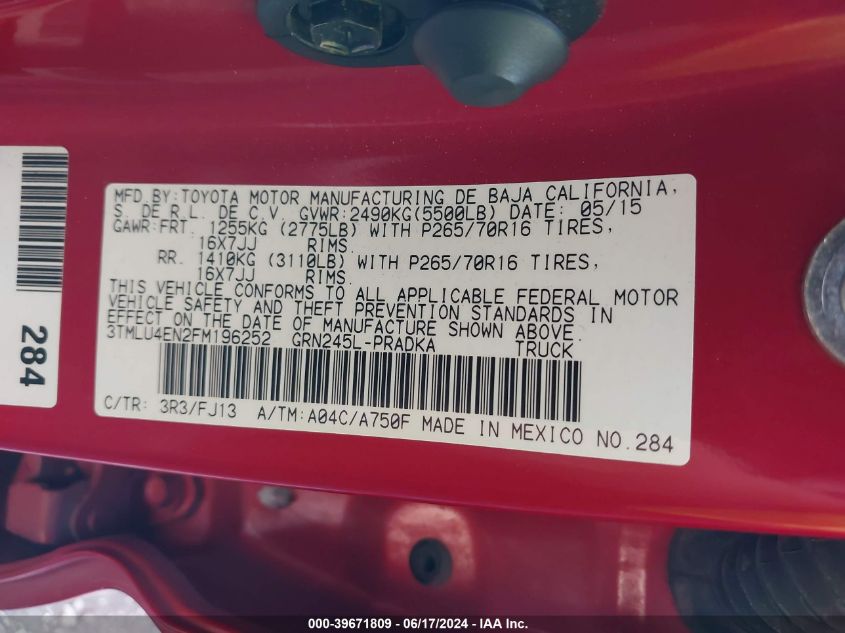 MFD.BY:TOYOTA MOTOR MANUFACTURING DE BAJA CALIFORNIA,
S. DE R.L. DE C.V. GVWR:2490KG(5500LB) DATE: 05/15
GAWR:FRT. 1255KG (2775LB) WITH P265/70R16 TIRES,
16X7JJ RIMS.
RR. 1410KG (3110LB) WITH P265/70R16 TIRES,
16X7JJ RIMS.
THIS VEHICLE CONFORMS TO ALL APPLICABLE FEDERAL MOTOR
VEHICLE SAFETY AND THEFT PREVENTION STANDARDS IN
EFFECT ON THE DATE OF MANUFACTURE SHOWN ABOVE.
3TMLU4EN2FM196252 GRN245L-PRADKA TRUCK
C/TR: 3R3/FJ13 A/TM:A04C/A750F MADE IN MEXICO NO.284
284
000-39671809 - 06/17/2024 - IAA Inc.